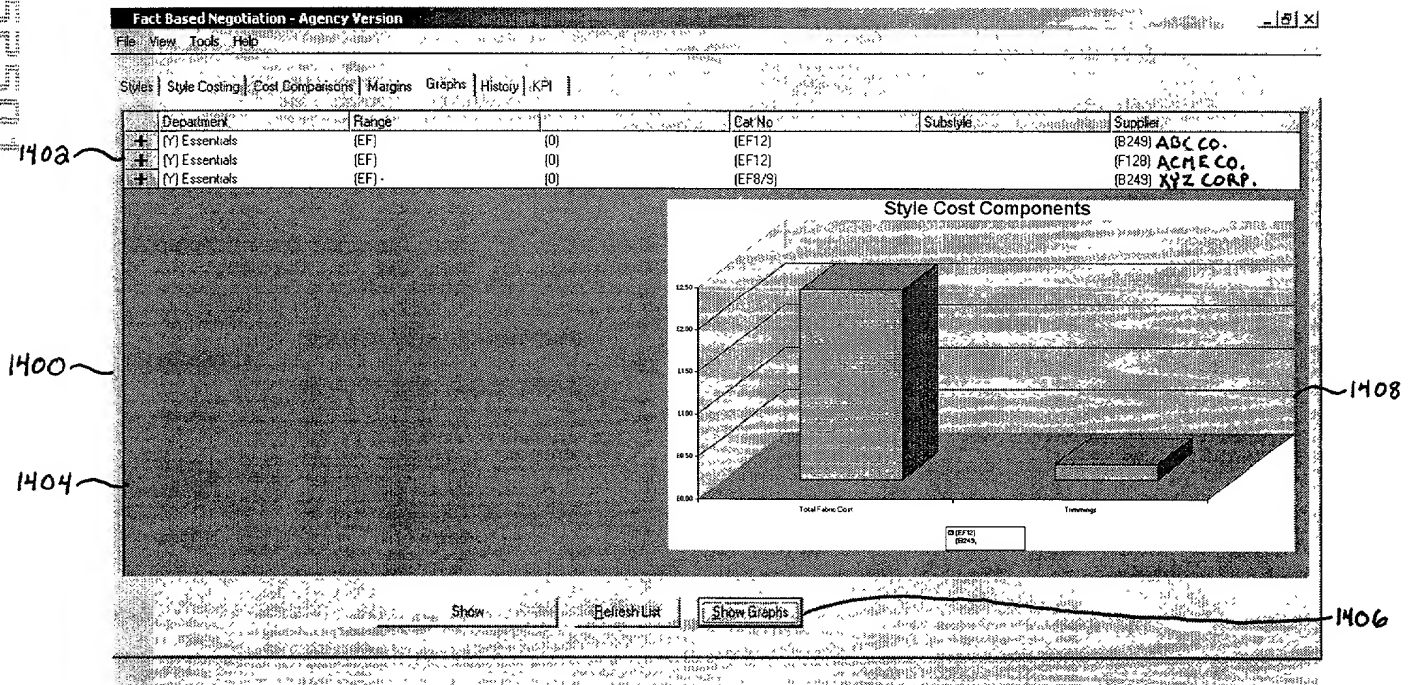 Fact Based Negotiation - Agency Version
File View Tools Help
Styles Style Costing Cost Comparisons Margins Graphs History KPI
Department Range Cat No Substyle Supplier
1402
+ (Y) Essentials (EF) (0) (EF12) (B249) ABC CO.
+ (Y) Essentials (EF) (0) (EF12) (F128) ACME CO.
+ (Y) Essentials (EF) (0) (EF8/9) (B249) XYZ CORP.
Style Cost Components
£2.50
£2.00
1400
£1.50
1408
£1.00
£0.50
1404
£0.00
Total Fabric Cost Trimmings
(EF12)
(B249,
Show Refresh List Show Graphs
1406